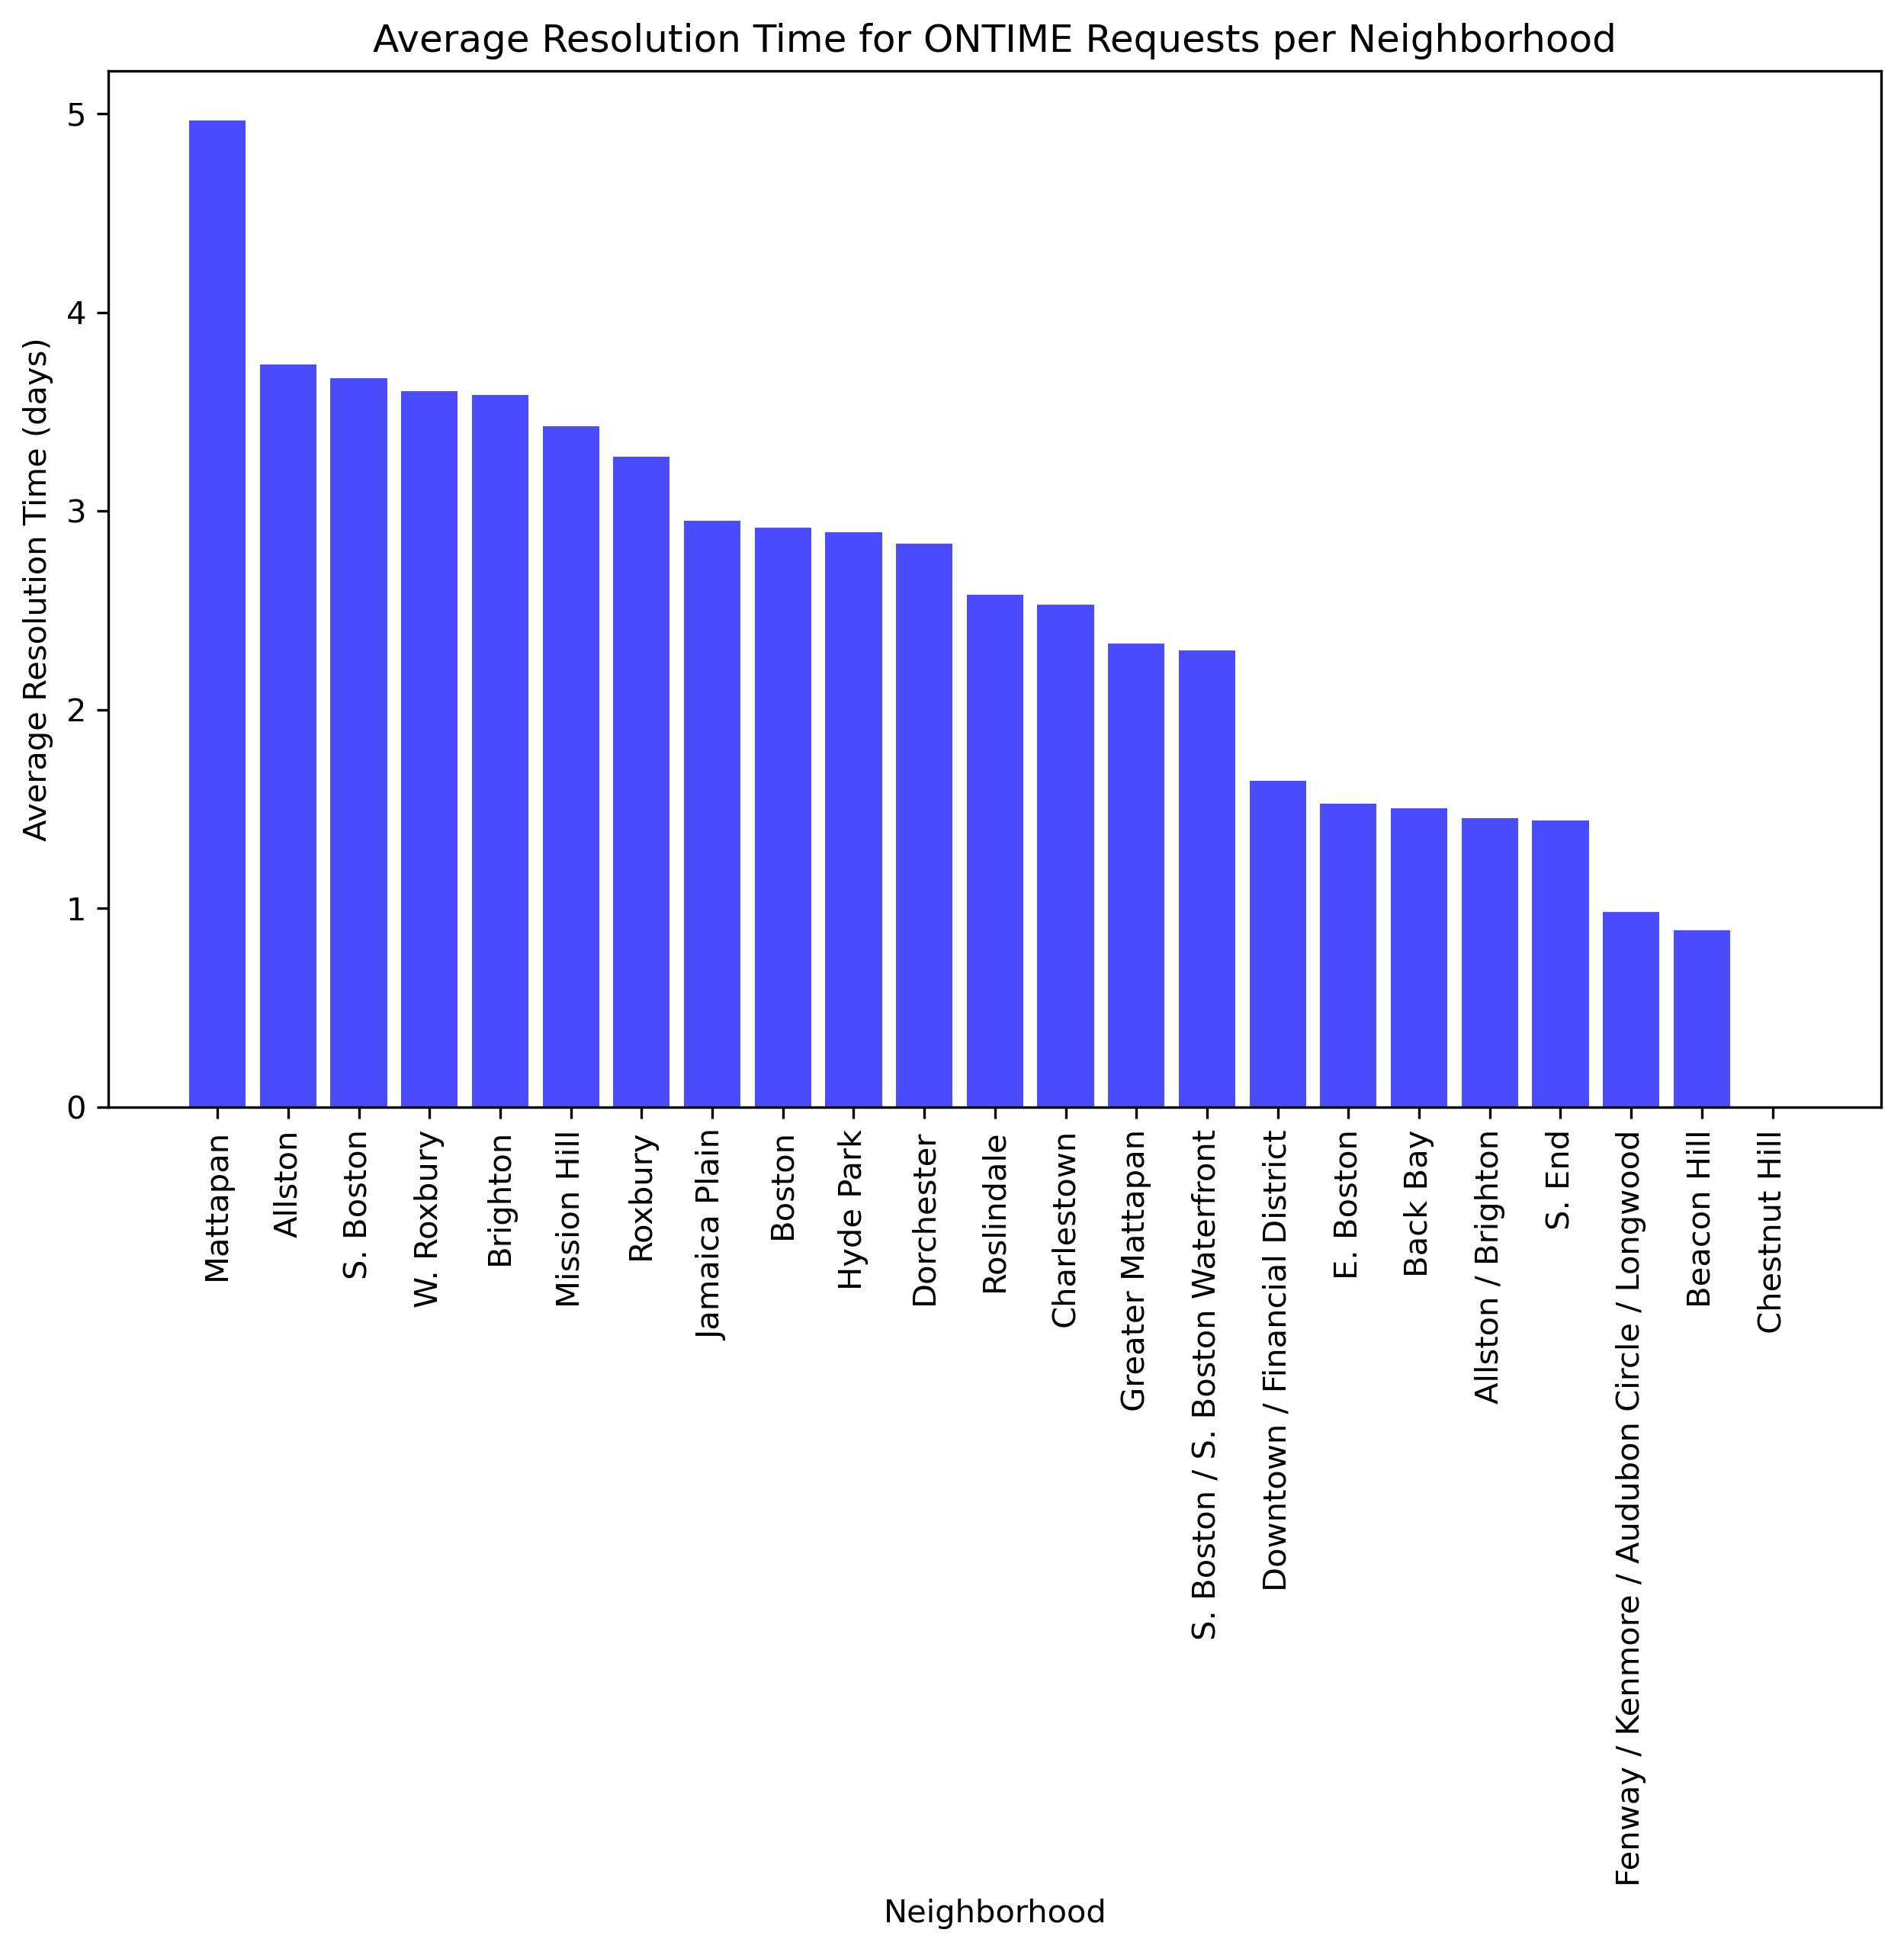 Average Resolution Time for ONTIME Requests per Neighborhood
Average Resolution Time (days)
5
4
3
2
1
0
Mattapan
Allston
S. Boston
W. Roxbury
Brighton
Mission Hill
Roxbury
Jamaica Plain
Boston
Hyde Park
Dorchester
Roslindale
Charlestown
Greater Mattapan
S. Boston / S. Boston Waterfront
Downtown / Financial District
E. Boston
Back Bay
Allston / Brighton
S. End
Fenway / Kenmore / Audubon Circle / Longwood
Beacon Hill
Chestnut Hill
Neighborhood